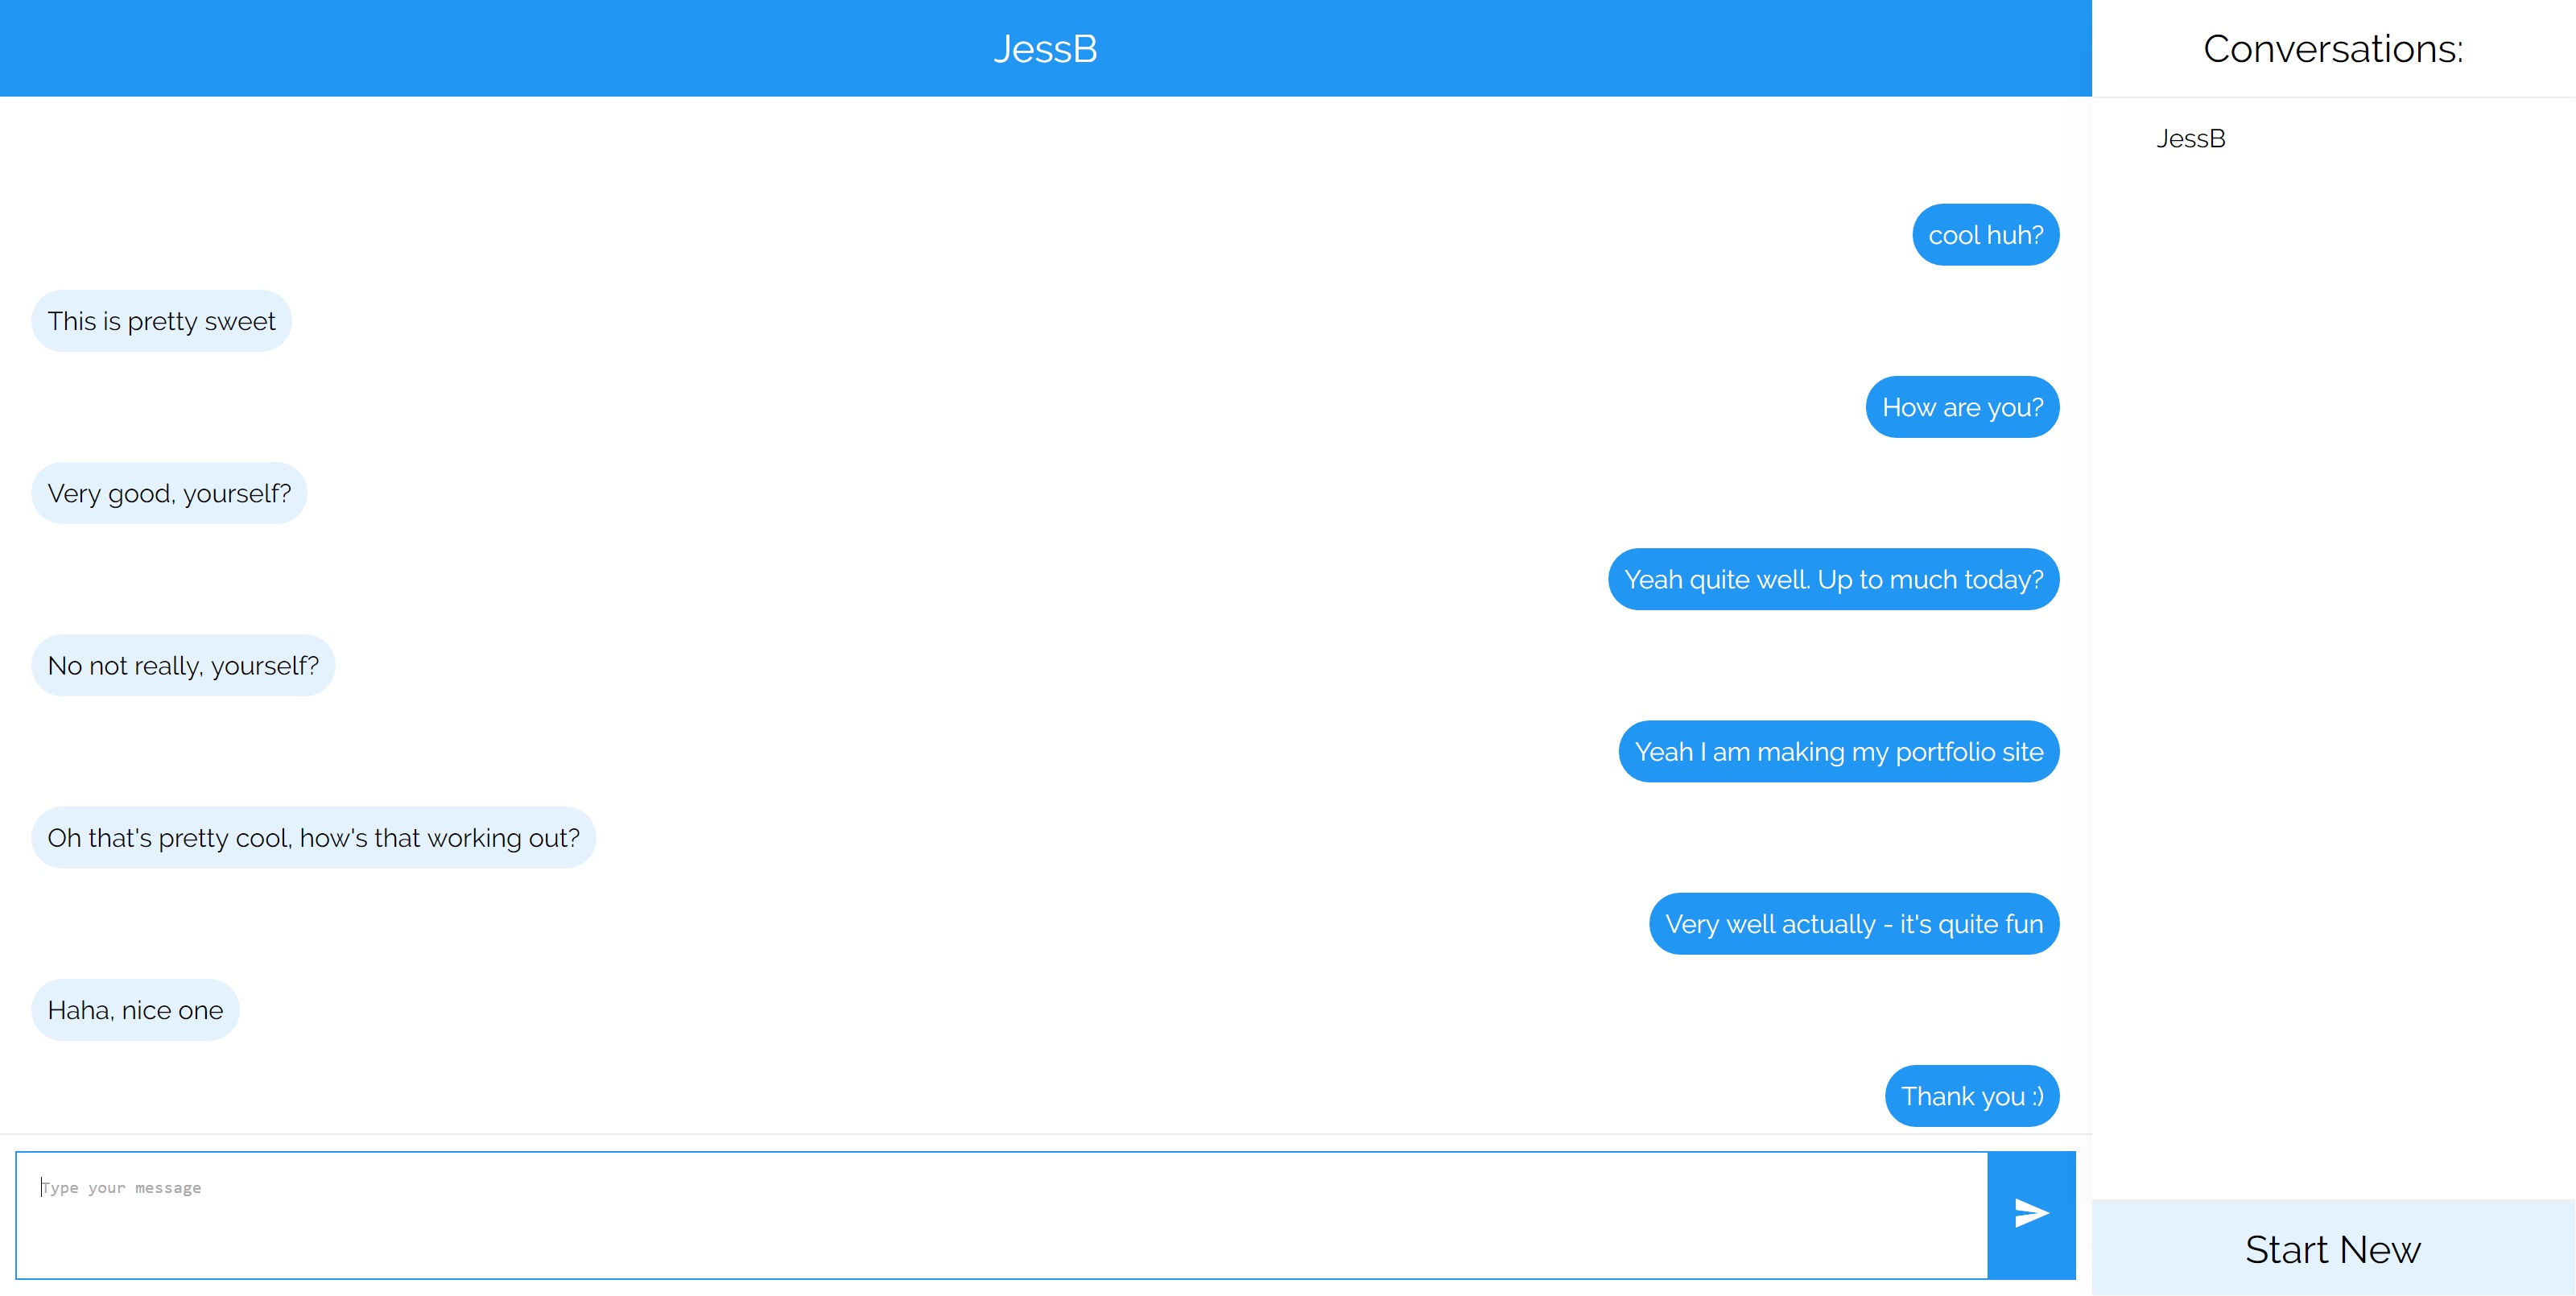 JessB
Conversations:
JessB
cool huh?
This is pretty sweet
How are you?
Very good, yourself?
Yeah quite well. Up to much today?
No not really, yourself?
Yeah I am making my portfolio site
Oh that's pretty cool, how's that working out?
Very well actually - it's quite fun
Haha, nice one
Thank you :)
Type your message
Start New